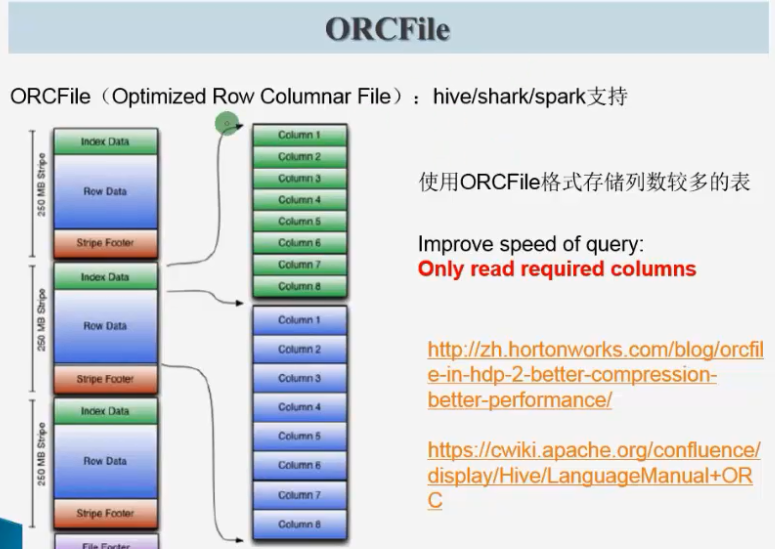 ORCFile
ORCFile（Optimized Row Columnar File）: hive/shark/spark支持
250 MB Stripe
Index Data
Row Data
Stripe Footer
250 MB Stripe
Index Data
Row Data
Stripe Footer
250 MB Stripe
Index Data
Row Data
Stripe Footer
File Footer
Column 1
Column 2
Column 3
Column 4
Column 5
Column 6
Column 7
Column 8
Column 1
Column 2
Column 3
Column 4
Column 5
Column 6
Column 7
Column 8
使用ORCFile格式存储列数较多的表
Improve speed of query:
Only read required columns
http://zh.hortonworks.com/blog/orcfil
e-in-hdp-2-better-compression-
better-performance/
https://cwiki.apache.org/confluence/
display/Hive/LanguageManual+OR
C